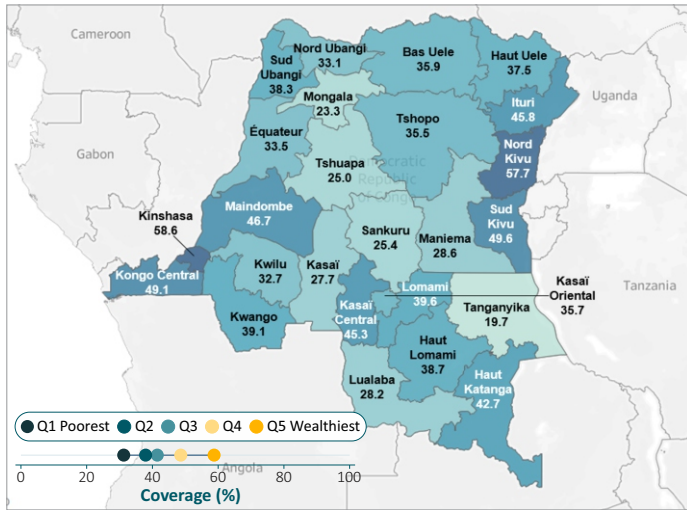 Cameroon
Nord Ubangi
33.1
Bas Uele
35.9
Haut Uele
37.5
Sud
Ubangi
38.3
Uganda
Mongala
23.3
Ituri
45.8
Tshopo
35.5
Équateur
33.5
Nord
Kivu
57.7
Gabon
Tshuapa
25.0
Democratic
Republic
of Congo
Kinshasa
58.6
Maindombe
46.7
Sud
Kivu
49.6
Sankuru
25.4
Maniema
28.6
Kwilu
32.7
Kasaï
27.7
Kongo Central
49.1
Kasaï
Oriental
35.7
Tanzania
Lomami
39.6
Kasaï
Central
45.3
Tanganyika
19.7
Kwango
39.1
Haut
Lomami
38.7
Lualaba
28.2
Haut
Katanga
42.7
Q1 Poorest Q2 Q3 Q4 Q5 Wealthiest
0 20 40 60 80 100
Angola
Coverage (%)